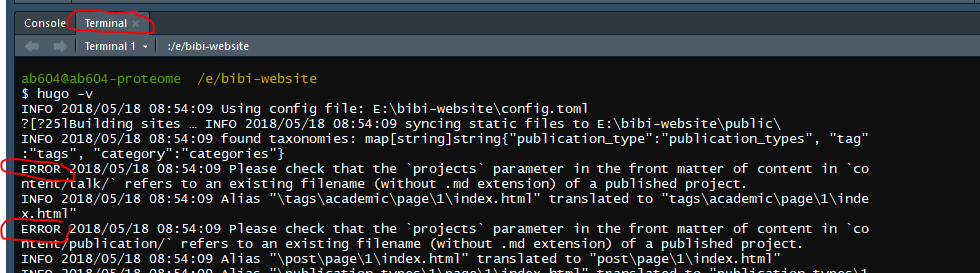 Console Terminal
Terminal 1 :/e/bibi-website
ab604@ab604-proteome /e/bibi-website
$ hugo -v
INFO 2018/05/18 08:54:09 Using config file: E:\bibi-website\config.toml
?[?25lBuilding sites … INFO 2018/05/18 08:54:09 syncing static files to E:\bibi-website\public\
INFO 2018/05/18 08:54:09 found taxonomies: map[string]string{"publication_type":"publication_types", "tag"
:"tags", "category":"categories"}
ERROR 2018/05/18 08:54:09 Please check that the `projects` parameter in the front matter of content in `co
ntent/talk/` refers to an existing filename (without .md extension) of a published project.
INFO 2018/05/18 08:54:09 Alias "\tags\academic\page\1\index.html" translated to "tags\academic\page\1\inde
x.html"
ERROR 2018/05/18 08:54:09 Please check that the `projects` parameter in the front matter of content in `co
ntent/publication/` refers to an existing filename (without .md extension) of a published project.
INFO 2018/05/18 08:54:09 Alias "\post\page\1\index.html" translated to "post\page\1\index.html"
INFO 2018/05/18 08:54:09 Alias "\publication_types\1\page\1\index.html" translated to "publication_types\1